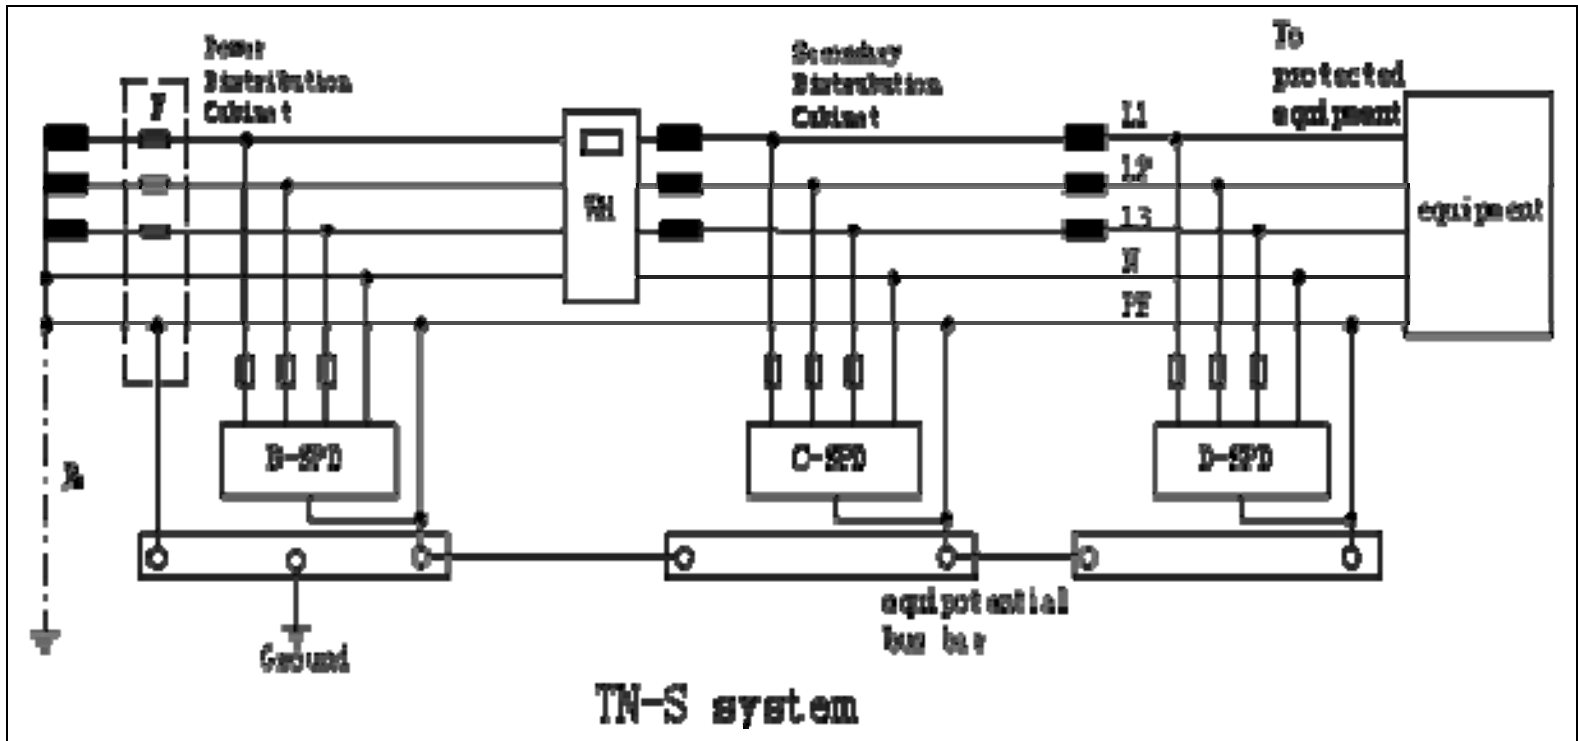 Power
Distribution
Cabinet
F
Secondary
Distribution
Cabinet
To
protected
equipment
L1
L2
L3
N
PE
WH
equipment
B-SPD
C-SPD
D-SPD
equipotential
bus bar
Ground
TN-S system